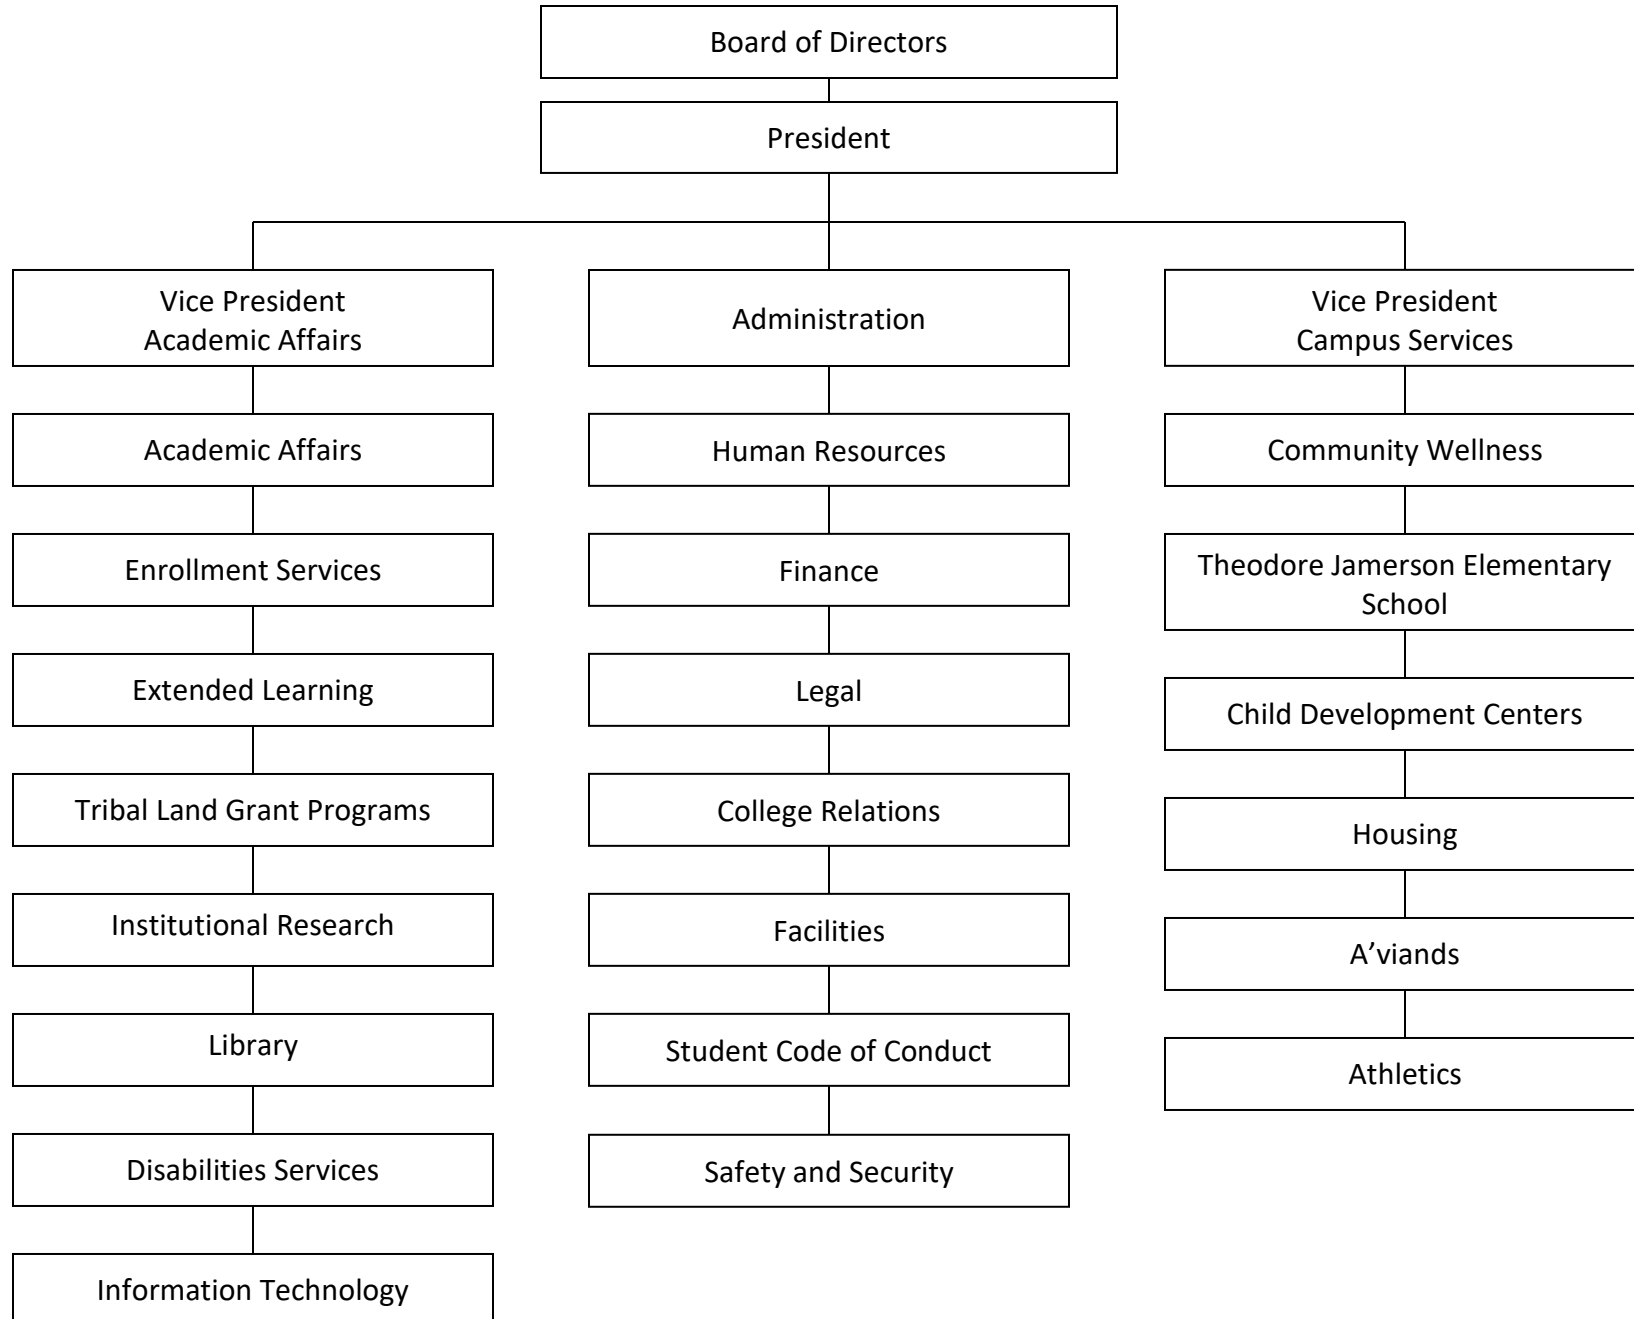 Board of Directors
President
Vice President
Academic Affairs
Academic Affairs
Enrollment Services
Extended Learning
Tribal Land Grant Programs
Institutional Research
Library
Disabilities Services
Information Technology
Administration
Human Resources
Finance
Legal
College Relations
Facilities
Student Code of Conduct
Safety and Security
Vice President
Campus Services
Community Wellness
Theodore Jamerson Elementary
School
Child Development Centers
Housing
A’viands
Athletics